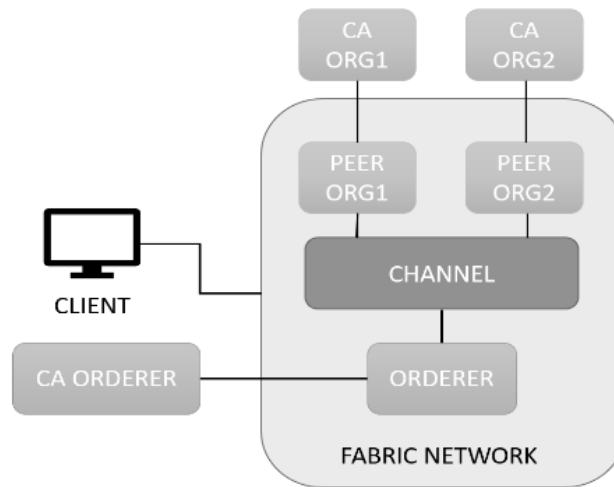 CA
ORG1
CA
ORG2
PEER
ORG1
PEER
ORG2
CHANNEL
CLIENT
CA ORDERER
ORDERER
FABRIC NETWORK